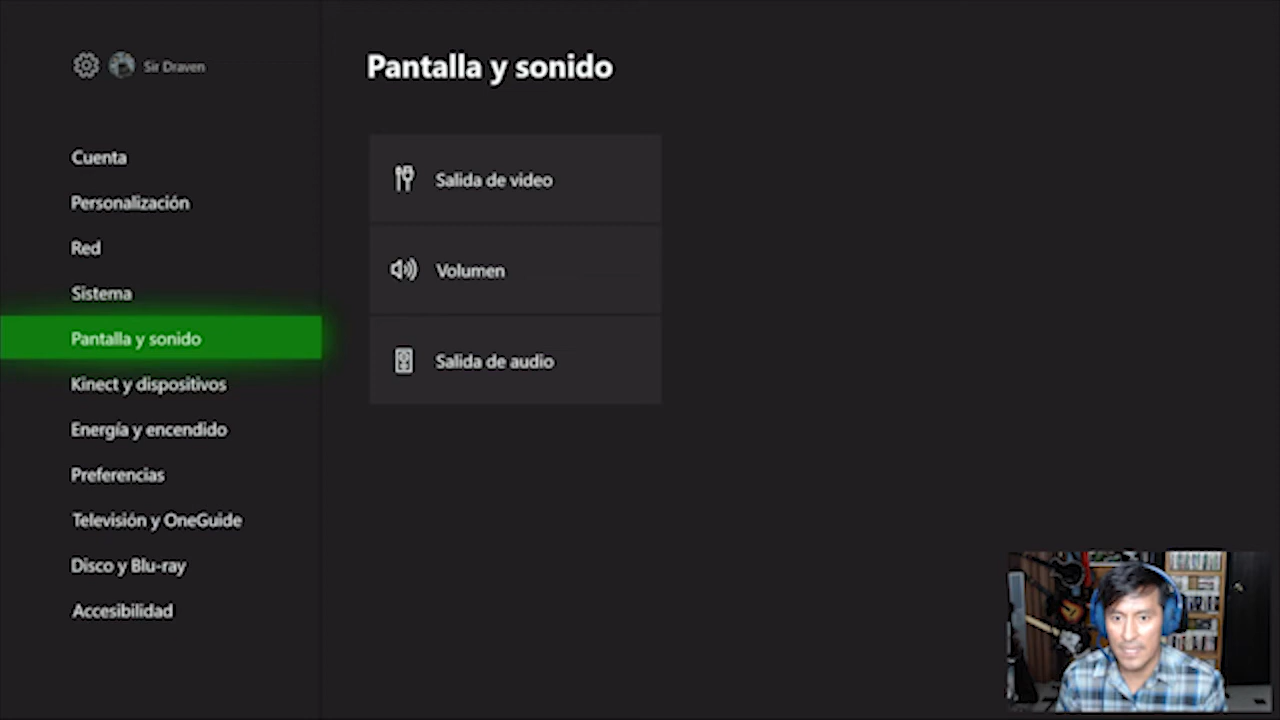 Sir Draven
Pantalla y sonido
Cuenta
Personalización
Red
Sistema
Pantalla y sonido
Kinect y dispositivos
Energía y encendido
Preferencias
Televisión y OneGuide
Disco y Blu-ray
Accesibilidad
Salida de video
Volumen
Salida de audio